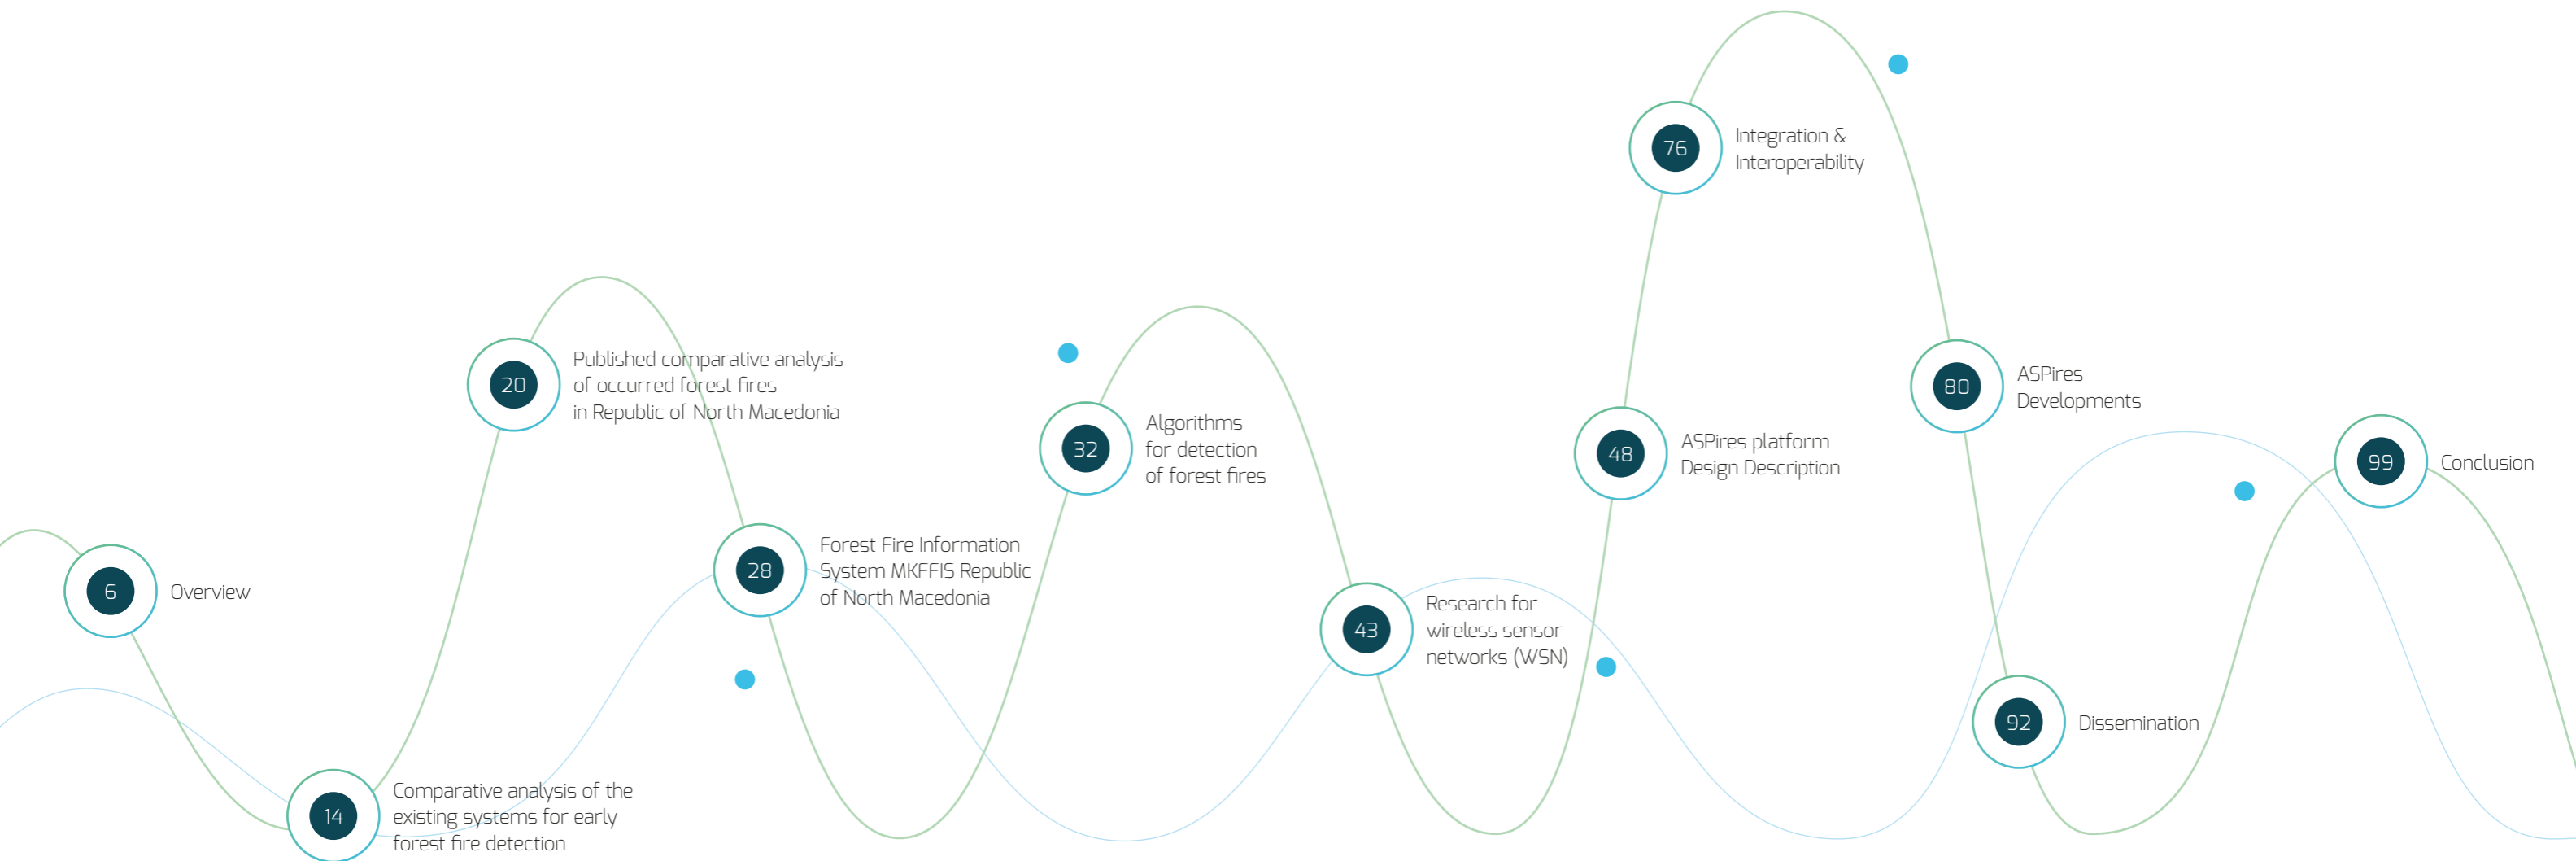 6
Overview
14
Comparative analysis of the
existing systems for early
forest fire detection
20
Published comparative analysis
of occurred forest fires
in Republic of North Macedonia
28
Forest Fire Information
System MKFFIS Republic
of North Macedonia
32
Algorithms
for detection
of forest fires
43
Research for
wireless sensor
networks (WSN)
48
ASPires platform
Design Description
76
Integration &
Interoperability
80
ASPires
Developments
92
Dissemination
99
Conclusion